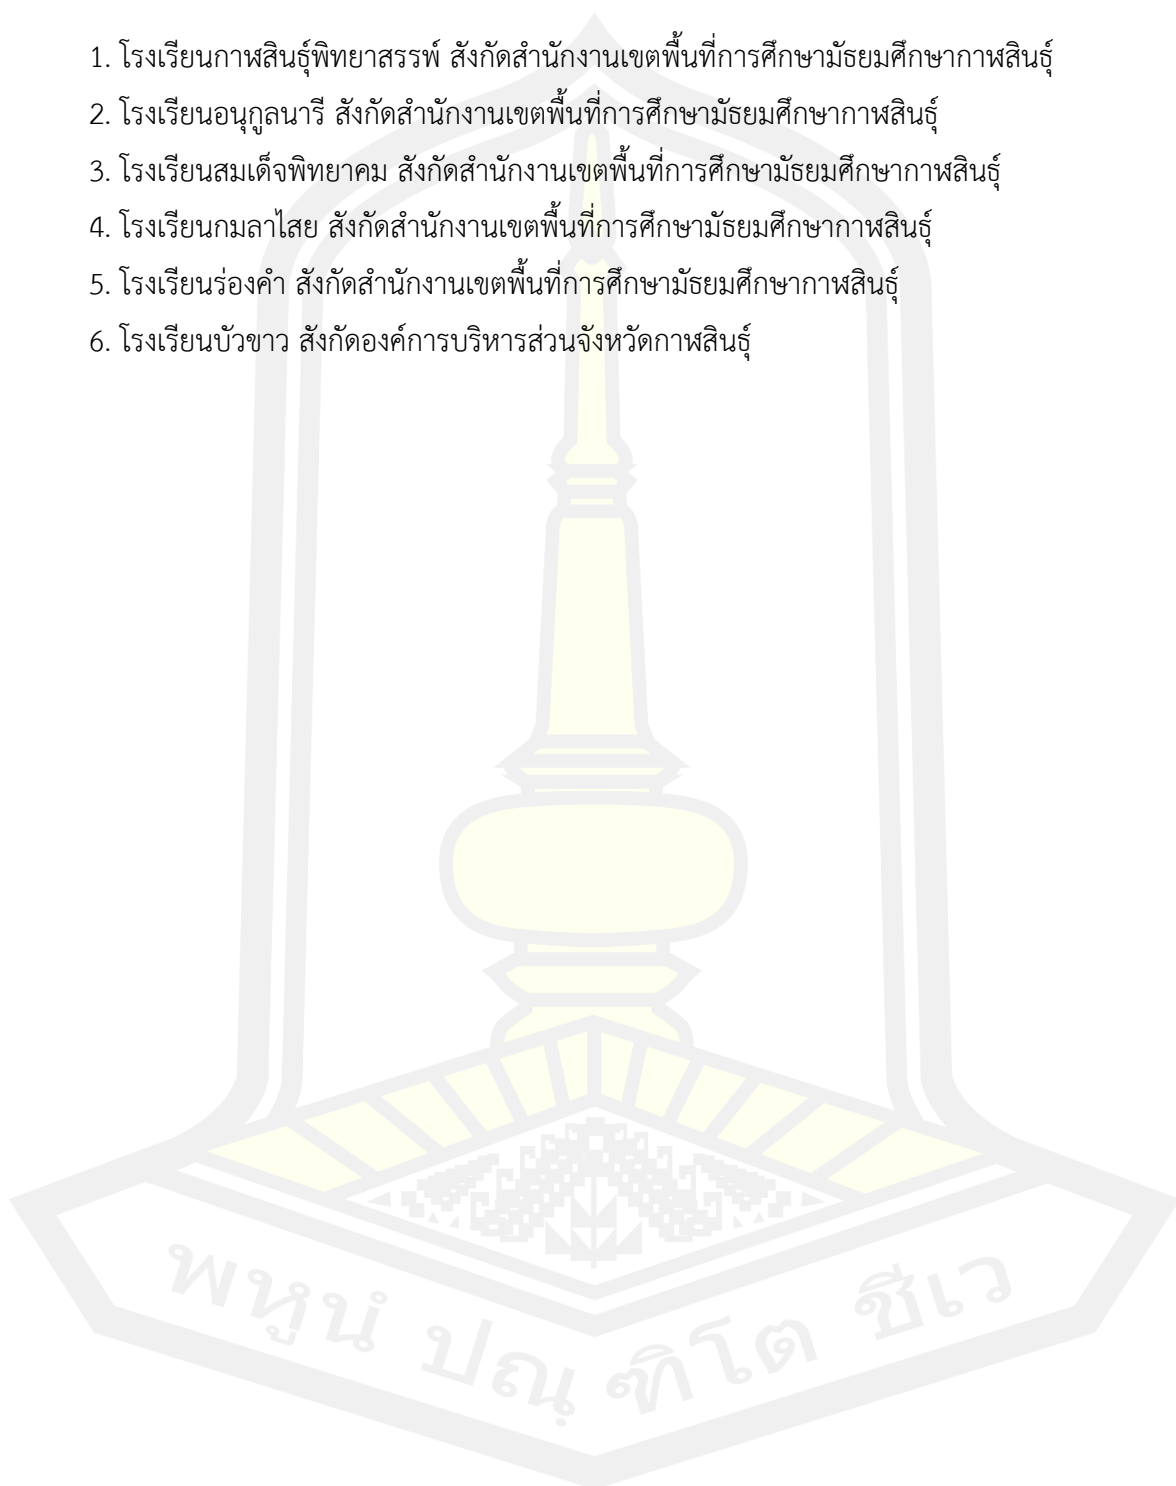 1. โรงเรียนกาฬสินธุ์พิทยาสรรพ์ สังกัดสำนักงานเขตพื้นที่การศึกษามัธยมศึกษากาฬสินธุ์
2. โรงเรียนอนุกูลนารี สังกัดสำนักงานเขตพื้นที่การศึกษามัธยมศึกษากาฬสินธุ์
3. โรงเรียนสมเด็จพิทยาคม สังกัดสำนักงานเขตพื้นที่การศึกษามัธยมศึกษากาฬสินธุ์
4. โรงเรียนกมลาไสย สังกัดสำนักงานเขตพื้นที่การศึกษามัธยมศึกษากาฬสินธุ์
5. โรงเรียนร่องคำ สังกัดสำนักงานเขตพื้นที่การศึกษามัธยมศึกษากาฬสินธุ์
6. โรงเรียนบัวขาว สังกัดองค์การบริหารส่วนจังหวัดกาฬสินธุ์
พหูนํ ปณฺ ฑิโต ชีเว